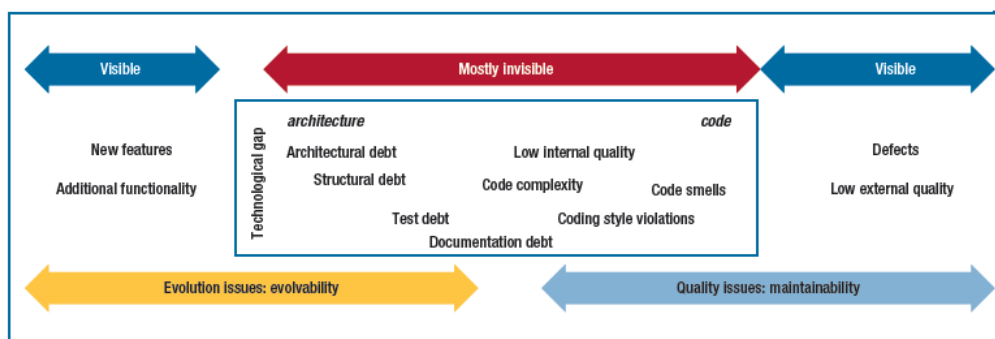 Visible
Mostly invisible
Visible
architecture
code
Technological gap
New features
Architectural debt
Low internal quality
Defects
Additional functionality
Structural debt
Code complexity
Code smells
Low external quality
Test debt
Coding style violations
Documentation debt
Evolution issues: evolvability
Quality issues: maintainability